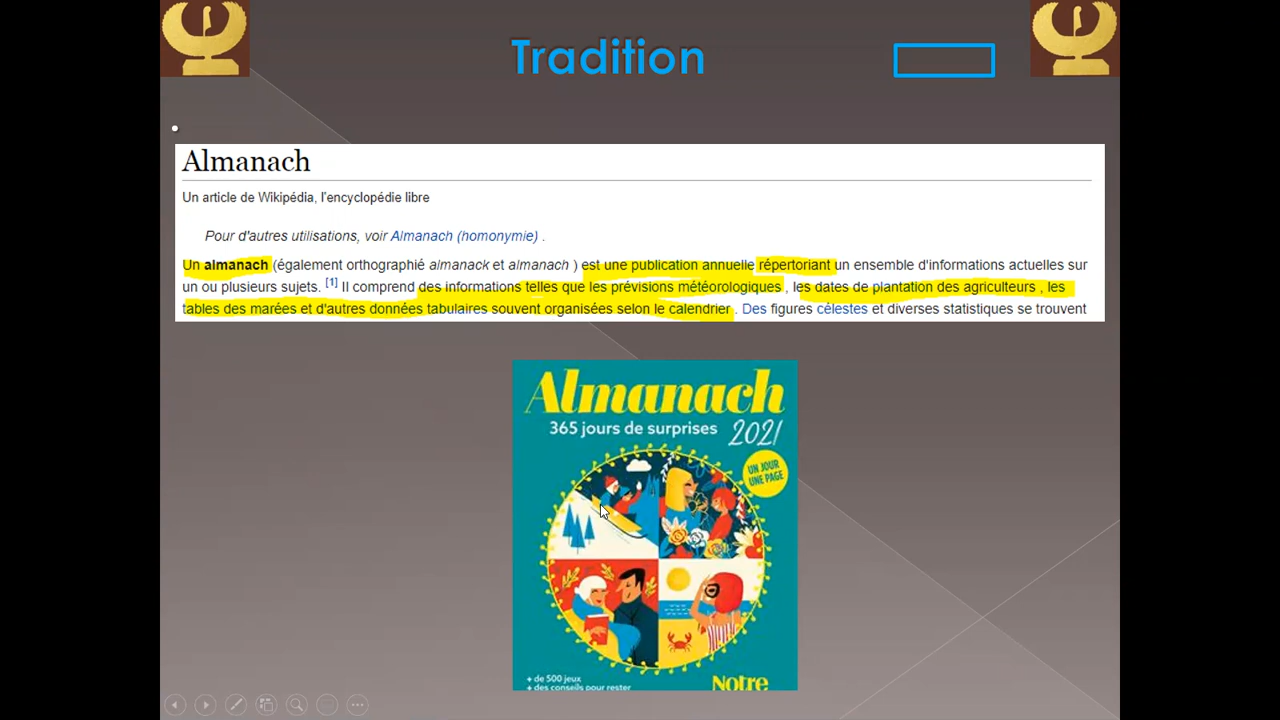 Tradition
Almanach
Un article de Wikipédia, l'encyclopédie libre
Pour d'autres utilisations, voir Almanach (homonymie) .
Un almanach (également orthographié almanack et almanach ) est une publication annuelle répertoriant un ensemble d'informations actuelles sur
un ou plusieurs sujets. [1] Il comprend des informations telles que les prévisions météorologiques , les dates de plantation des agriculteurs , les
tables des marées et d'autres données tabulaires souvent organisées selon le calendrier . Des figures célestes et diverses statistiques se trouvent
Almanach
365 jours de surprises 2021
UN JOUR
UNE PAGE
+ de 500 jeux
+ des conseils pour rester
Notre